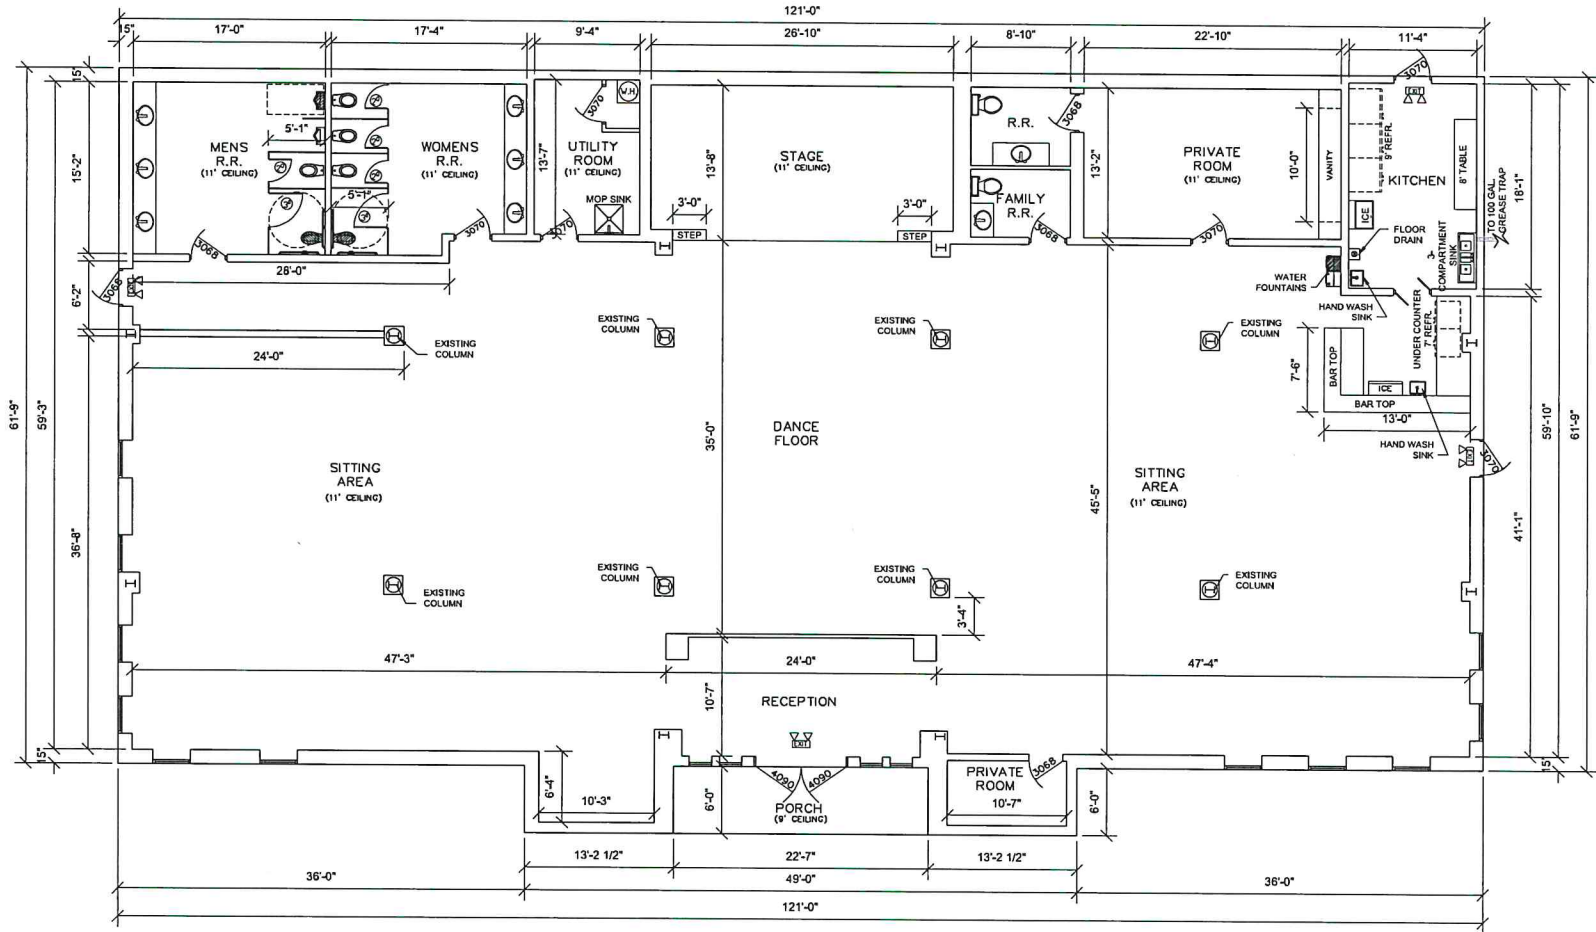 121'-0"
15"
17'-0"
17'-4"
9'-4"
26'-10"
8'-10"
22'-10"
11'-4"
3070
15"
EXIT
W.H.
3070
3068
5'-1"
MENS
R.R.
(11' CEILING)
WOMENS
R.R.
(11' CEILING)
13'-7"
UTILITY
ROOM
(11' CEILING)
13'-8"
STAGE
(11' CEILING)
R.R.
13'-2"
PRIVATE
ROOM
(11' CEILING)
10'-0"
VANITY
9' REFR.
KITCHEN
8' TABLE
TO 100 GAL.
GREASE TRAP
18'-1"
15'-2"
5'-1"
MOP SINK
3'-0"
3'-0"
FAMILY
R.R.
ICE
STEP
STEP
3068
3070
3070
3068
3070
FLOOR
DRAIN
3-
COMPARTMENT
SINK
28'-0"
6'-2"
3068
EXIT
WATER
FOUNTAINS
HAND WASH
SINK
UNDER COUNTER
7' REFR.
EXISTING
COLUMN
EXISTING
COLUMN
EXISTING
COLUMN
EXISTING
COLUMN
24'-0"
7'-6"
BAR TOP
ICE
BAR TOP
13'-0"
61'-9"
59'-3"
35'-0"
DANCE
FLOOR
HAND WASH
SINK
59'-10"
61'-9"
EXIT
3070
SITTING
AREA
(11' CEILING)
SITTING
AREA
(11' CEILING)
45'-5"
36'-8"
41'-1"
EXISTING
COLUMN
EXISTING
COLUMN
EXISTING
COLUMN
EXISTING
COLUMN
3'-4"
47'-3"
24'-0"
47'-4"
10'-7"
RECEPTION
EXIT
15"
15"
PRIVATE
ROOM
3068
4090
4090
6'-4"
10'-3"
6'-0"
PORCH
(9' CEILING)
10'-7"
6'-0"
13'-2 1/2"
22'-7"
13'-2 1/2"
36'-0"
49'-0"
36'-0"
121'-0"